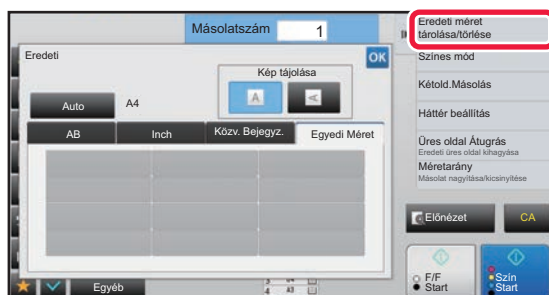 Másolatszám 1
Eredeti méret
tárolása/törlése
Eredeti
OK
Kép tájolása
A
A
Auto
A4
AB
Inch
Közv. Bejegyz.
Egyedi Méret
Színes mód
Kétold.Másolás
Háttér beállítás
Üres oldal Átugrás
Eredeti üres oldal kihagyása
Méretarány
Másolat nagyítása/kicsinyítése
Előnézet
CA
Egyéb
4 A3
F/F
Start
Szín
Start